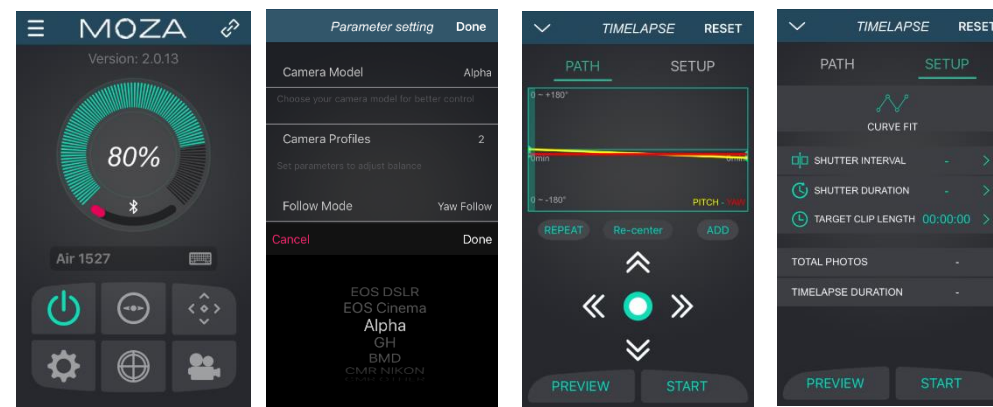 MOZA
Version: 2.0.13
80%
Air 1527
Parameter setting Done
Camera Model Alpha
Choose your camera model for better control
Camera Profiles 2
Set parameters to adjust balance
Follow Mode Yaw Follow
Cancel Done
EOS DSLR
EOS Cinema
Alpha
GH
BMD
CMR NIKON
TIMELAPSE RESET
PATH SETUP
0 ~ +180°
0min 0min
0 ~ -180° PITCH - YAW
REPEAT Re-center ADD
PREVIEW START
TIMELAPSE RESET
PATH SETUP
CURVE FIT
SHUTTER INTERVAL -
SHUTTER DURATION -
TARGET CLIP LENGTH 00:00:00
TOTAL PHOTOS -
TIMELAPSE DURATION -
PREVIEW START